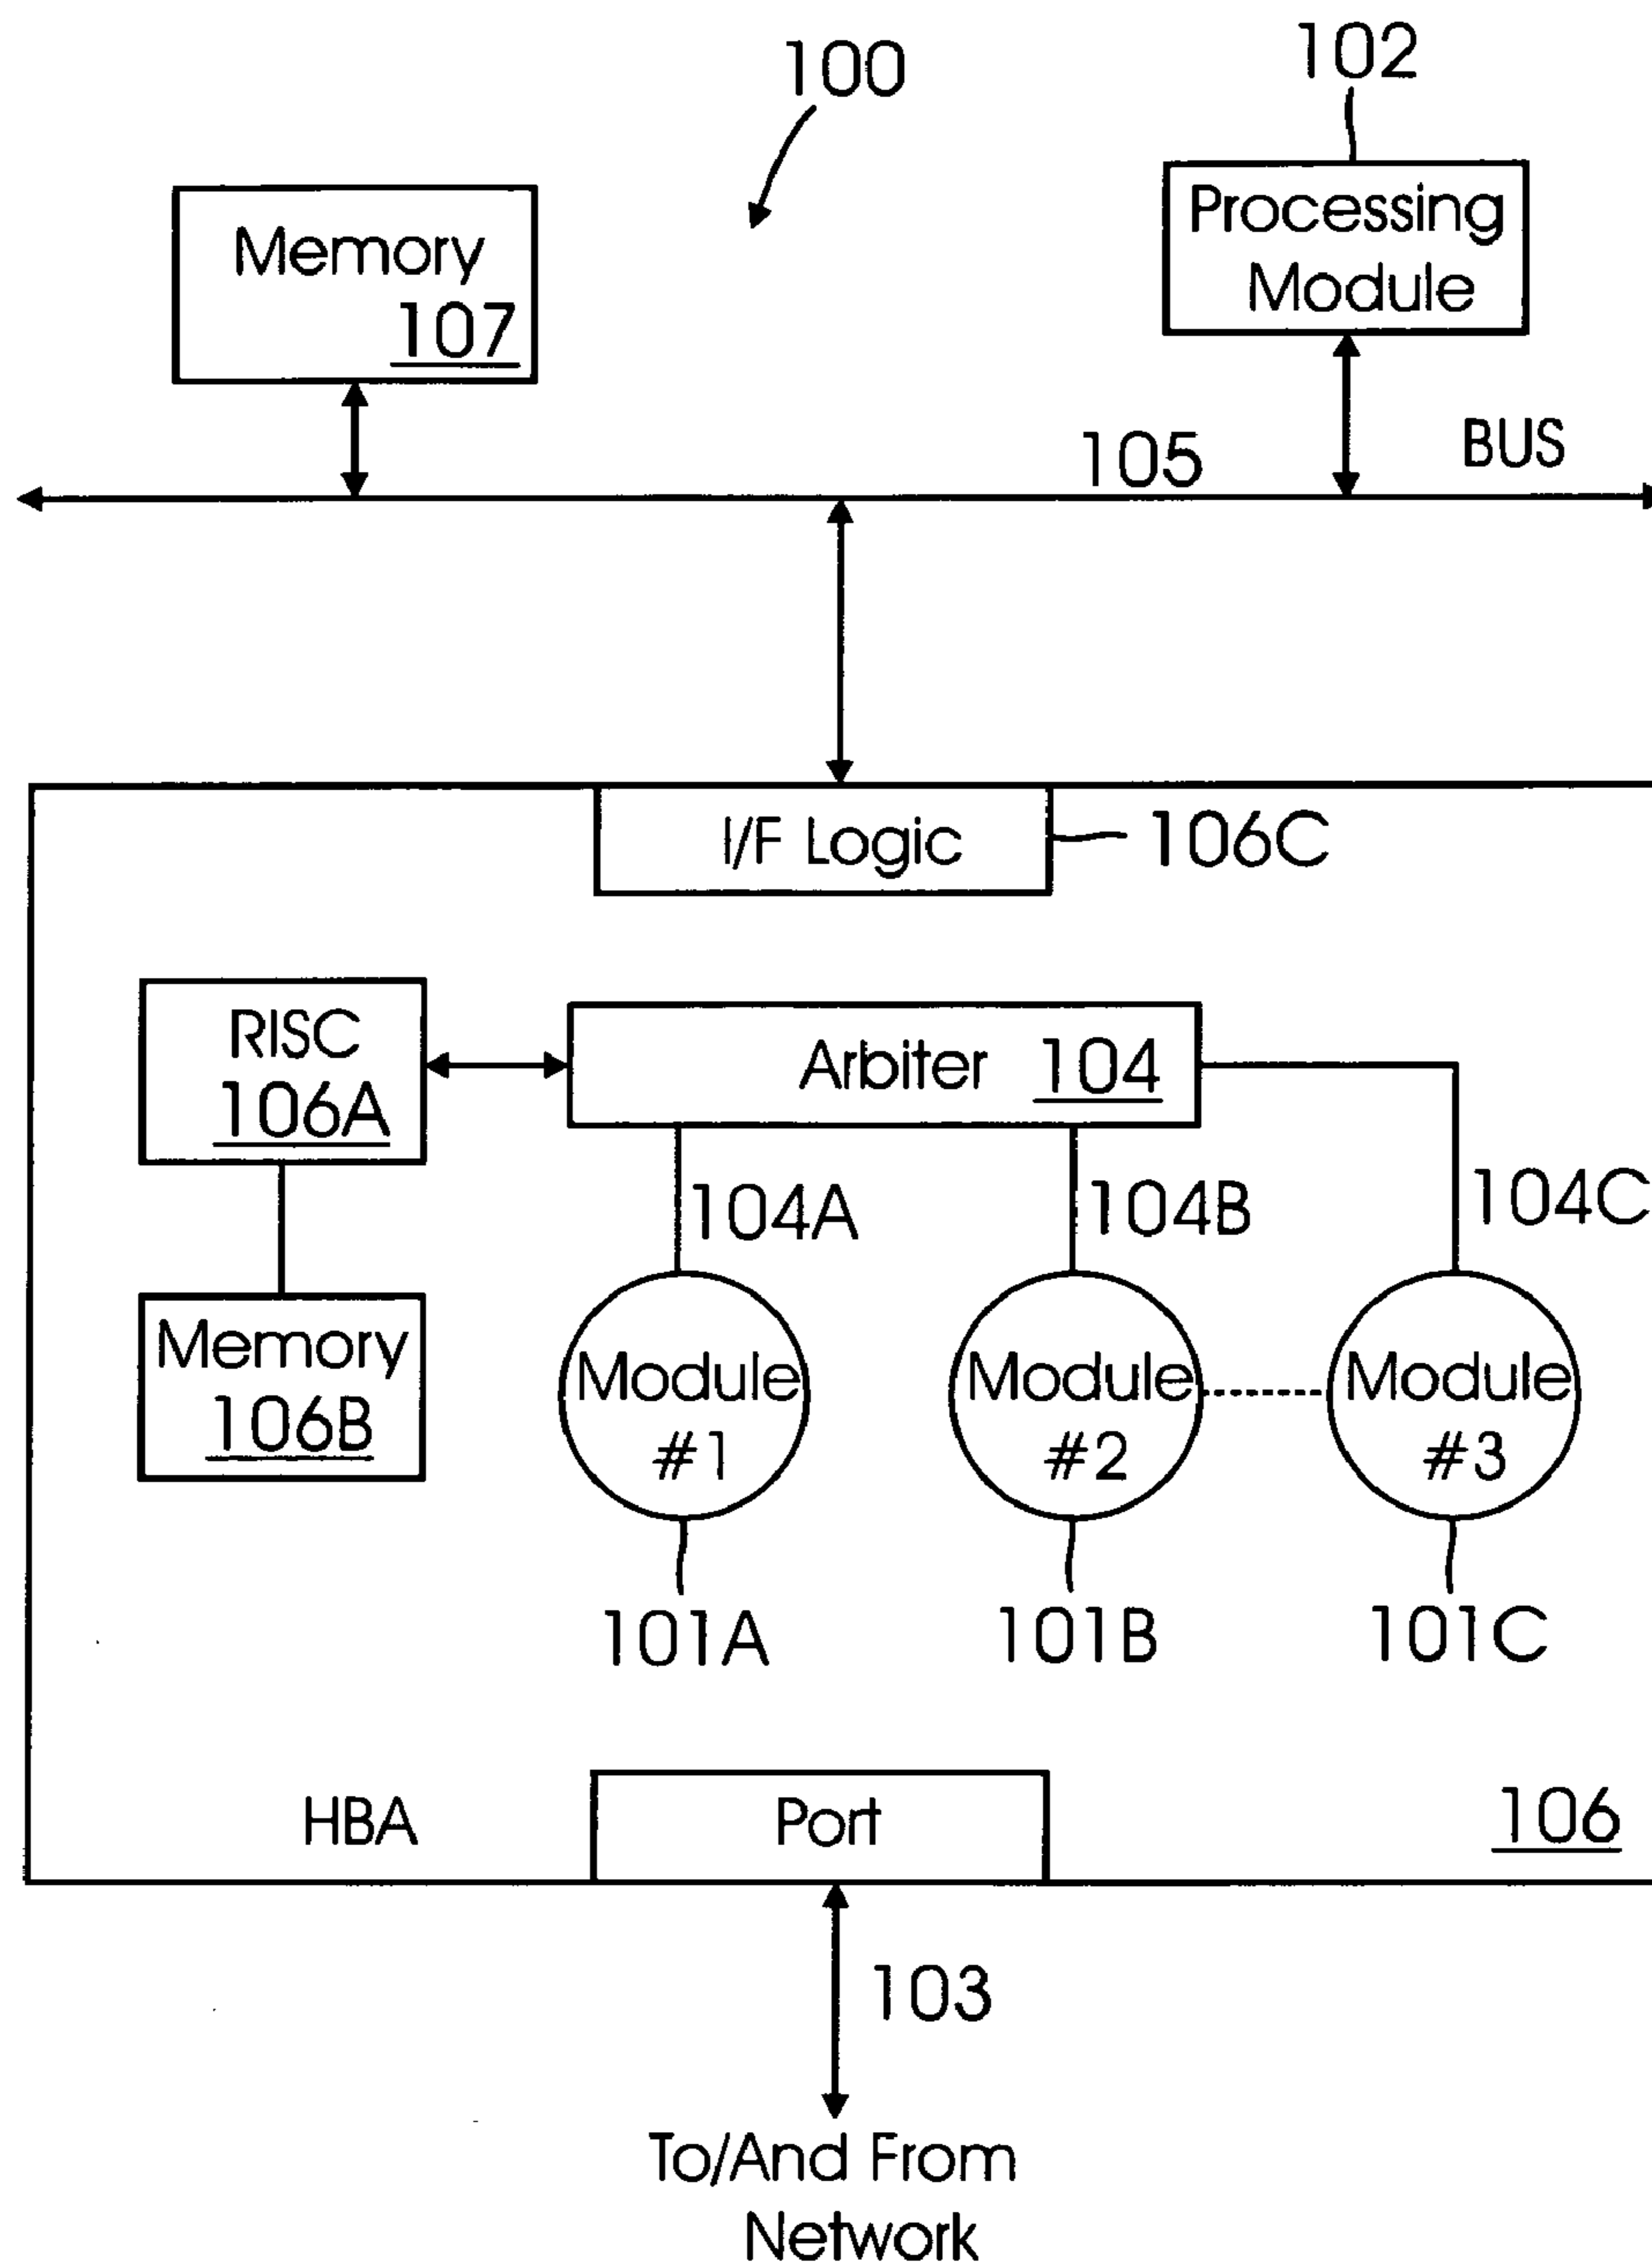 100
102
Memory
107
Processing
Module
105
BUS
I/F Logic
106C
RISC
106A
Arbiter 104
104A
104B
104C
Memory
106B
Module
#1
Module
#2
Module
#3
101A
101B
101C
HBA
Port
106
103
To/And From
Network